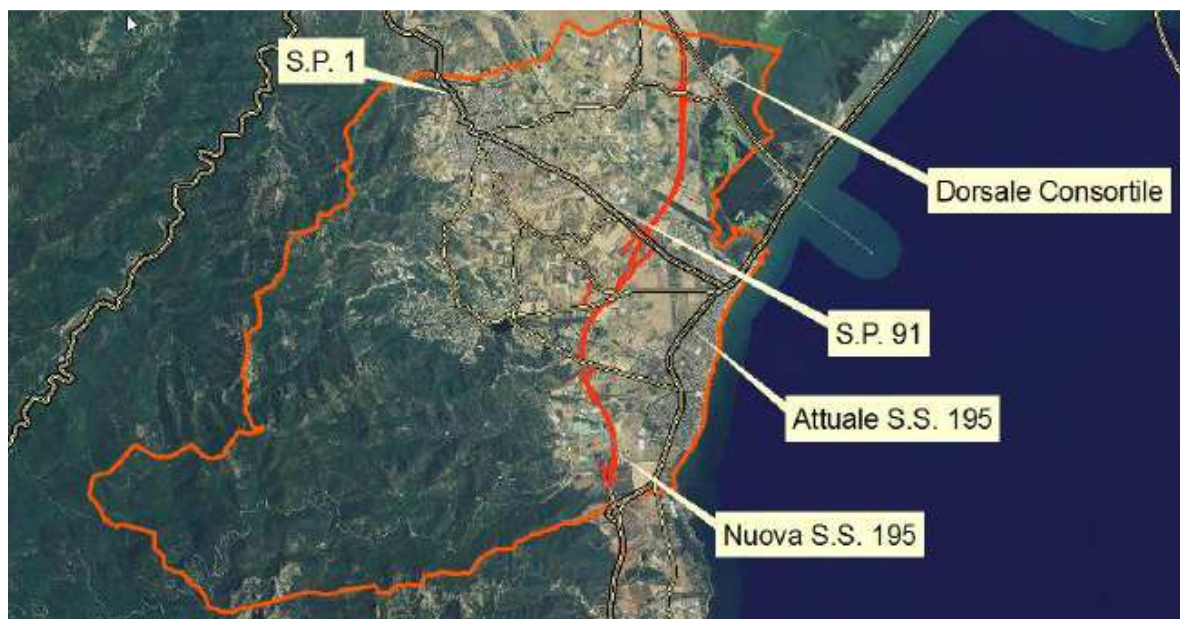 S.P. 1
Dorsale Consortile
S.P. 91
Attuale S.S. 195
Nuova S.S. 195